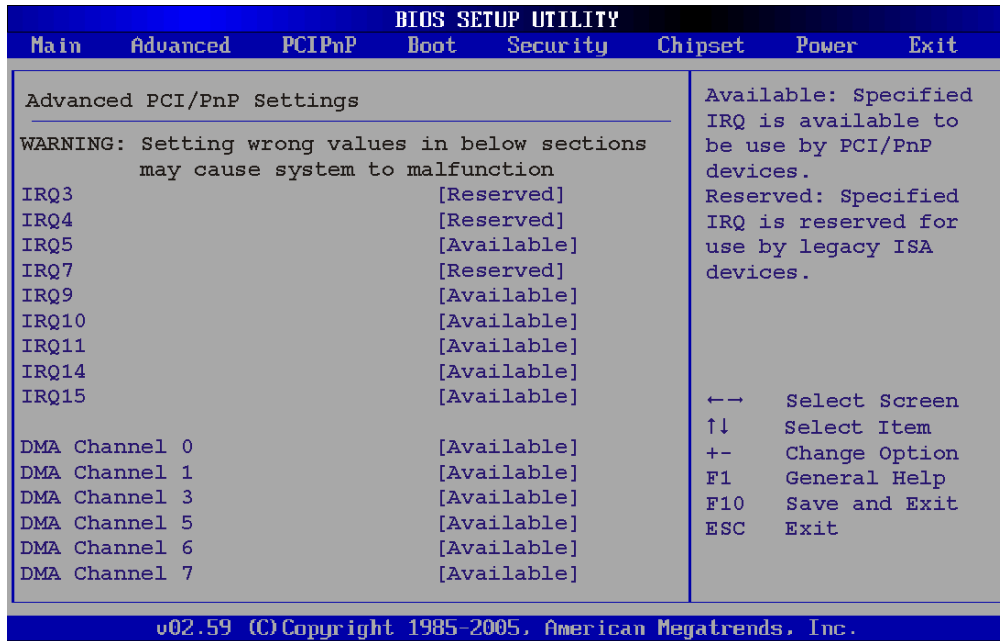 BIOS SETUP UTILITY
Main Advanced PCIPnP Boot Security Chipset Power Exit
Advanced PCI/PnP Settings
WARNING: Setting wrong values in below sections
may cause system to malfunction
IRQ3 [Reserved]
IRQ4 [Reserved]
IRQ5 [Available]
IRQ7 [Reserved]
IRQ9 [Available]
IRQ10 [Available]
IRQ11 [Available]
IRQ14 [Available]
IRQ15 [Available]
DMA Channel 0 [Available]
DMA Channel 1 [Available]
DMA Channel 3 [Available]
DMA Channel 5 [Available]
DMA Channel 6 [Available]
DMA Channel 7 [Available]
Available: Specified
IRQ is available to
be use by PCI/PnP
devices.
Reserved: Specified
IRQ is reserved for
use by legacy ISA
devices.
←→ Select Screen
↑↓ Select Item
+- Change Option
F1 General Help
F10 Save and Exit
ESC Exit
v02.59 (C)Copyright 1985-2005, American Megatrends, Inc.